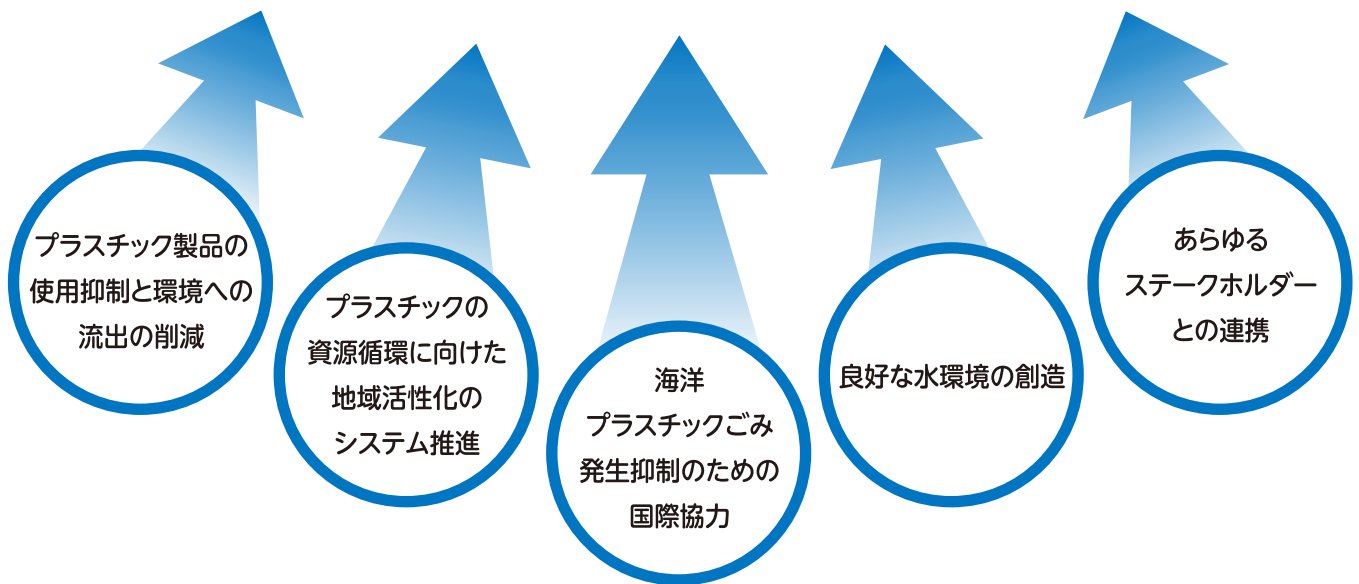 プラスチック製品の
使用抑制と環境への
流出の削減
プラスチックの
資源循環に向けた
地域活性化の
システム推進
海洋
プラスチックごみ
発生抑制のための
国際協力
良好な水環境の創造
あらゆる
ステークホルダー
との連携